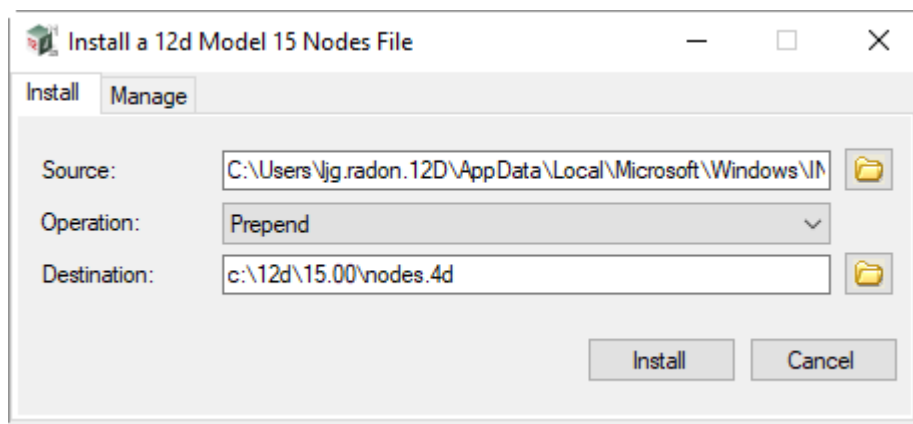 Install a 12d Model 15 Nodes File
Install Manage
Source: C:\Users\ljg.radon.12D\AppData\Local\Microsoft\Windows\IN
Operation: Prepend
Destination: c:\12d\15.00\nodes.4d
Install Cancel